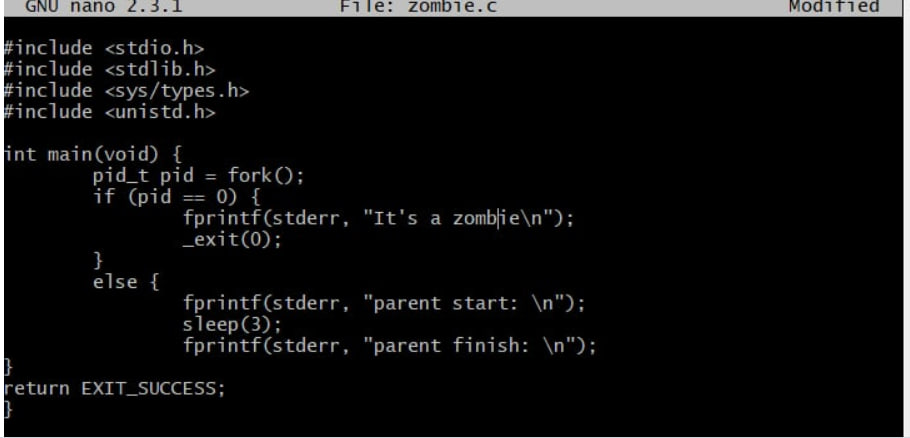 GNU nano 2.3.1 File: zombie.c Modified
#include <stdio.h>
#include <stdlib.h>
#include <sys/types.h>
#include <unistd.h>
int main(void) {
pid_t pid = fork();
if (pid == 0) {
fprintf(stderr, "It's a zombie\n");
_exit(0);
}
else {
fprintf(stderr, "parent start: \n");
sleep(3);
fprintf(stderr, "parent finish: \n");
}
return EXIT_SUCCESS;
}